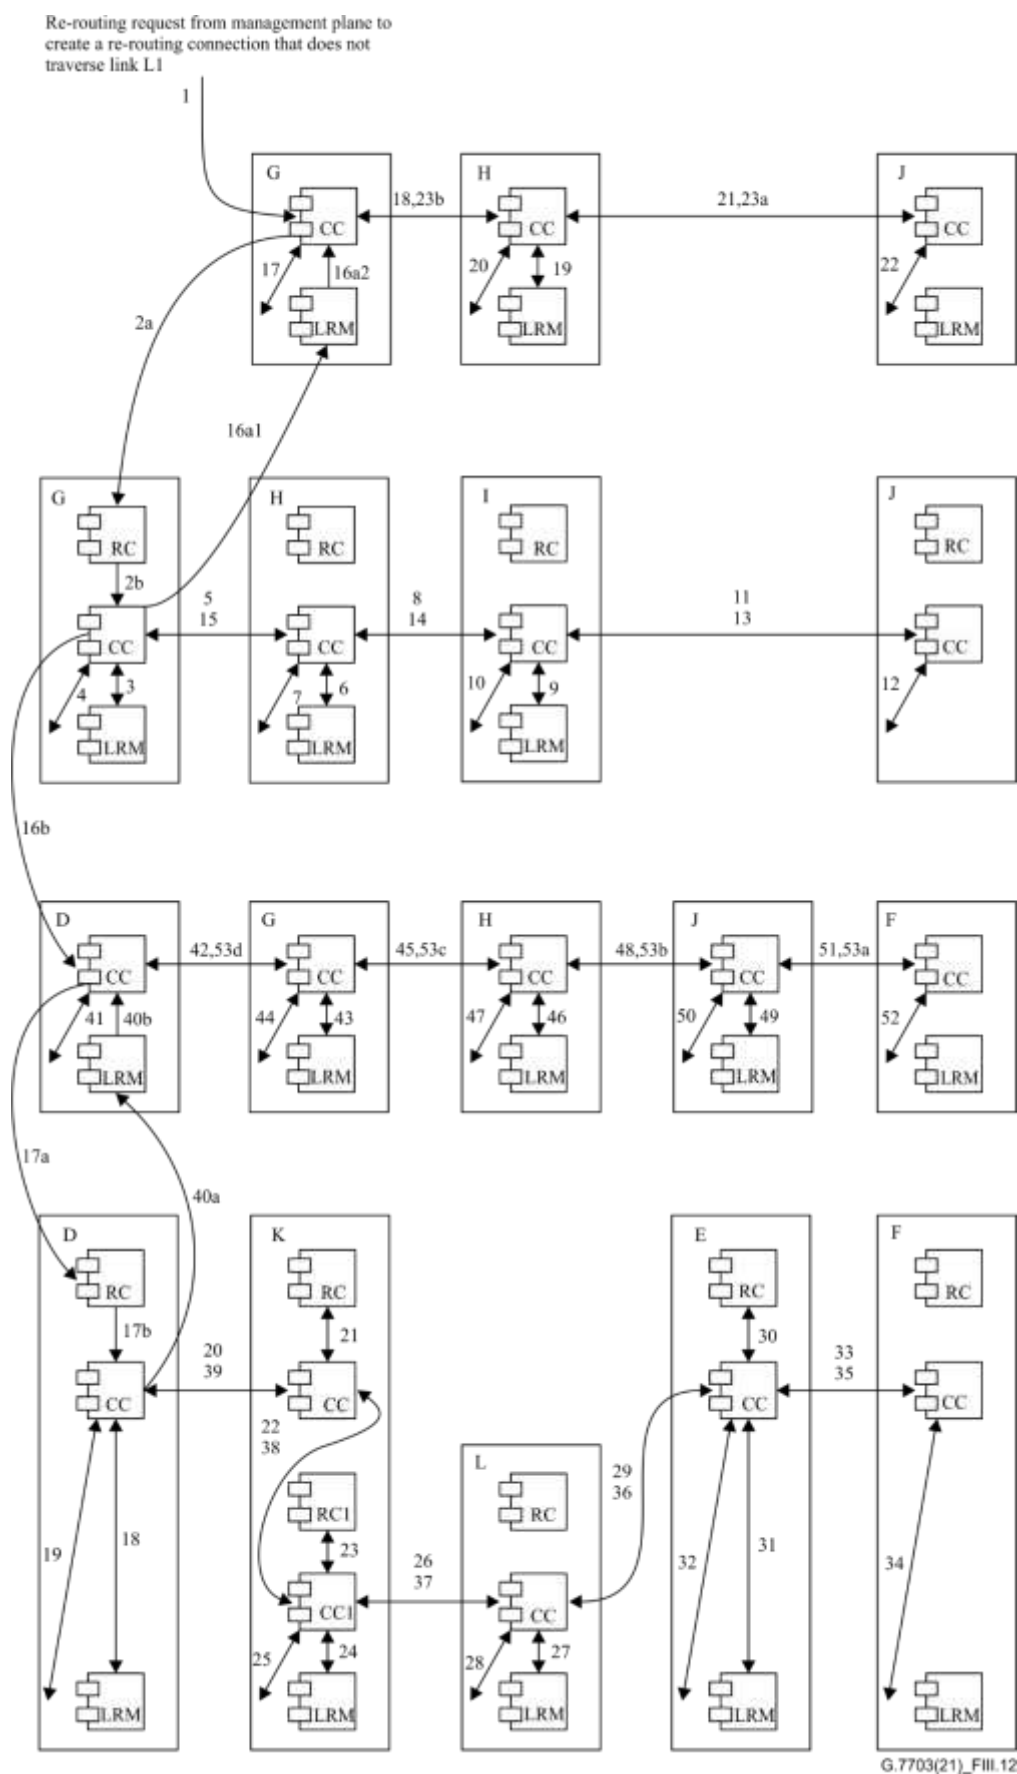 Re-routing request from management plane to
create a re-routing connection that does not
traverse link L1
1
G
H
J
18,23b
21,23a
CC
CC
CC
17
16a2
20
19
22
LRM
LRM
LRM
2a
16a1
G
H
I
J
RC
RC
RC
RC
2b
5
15
8
14
11
13
CC
CC
CC
CC
4
3
7
6
10
9
12
LRM
LRM
LRM
16b
D
G
H
J
F
42,53d
45,53c
48,53b
51,53a
CC
CC
CC
CC
CC
41
40b
44
43
47
46
50
49
52
LRM
LRM
LRM
LRM
LRM
17a
40a
D
K
E
F
RC
RC
RC
RC
17b
21
30
20
39
33
35
CC
CC
CC
CC
22
38
L
29
36
RC1
RC
18
23
19
26
37
31
32
34
CC1
CC
25
24
28
27
LRM
LRM
LRM
LRM
LRM
G.7703(21)_FIII.12